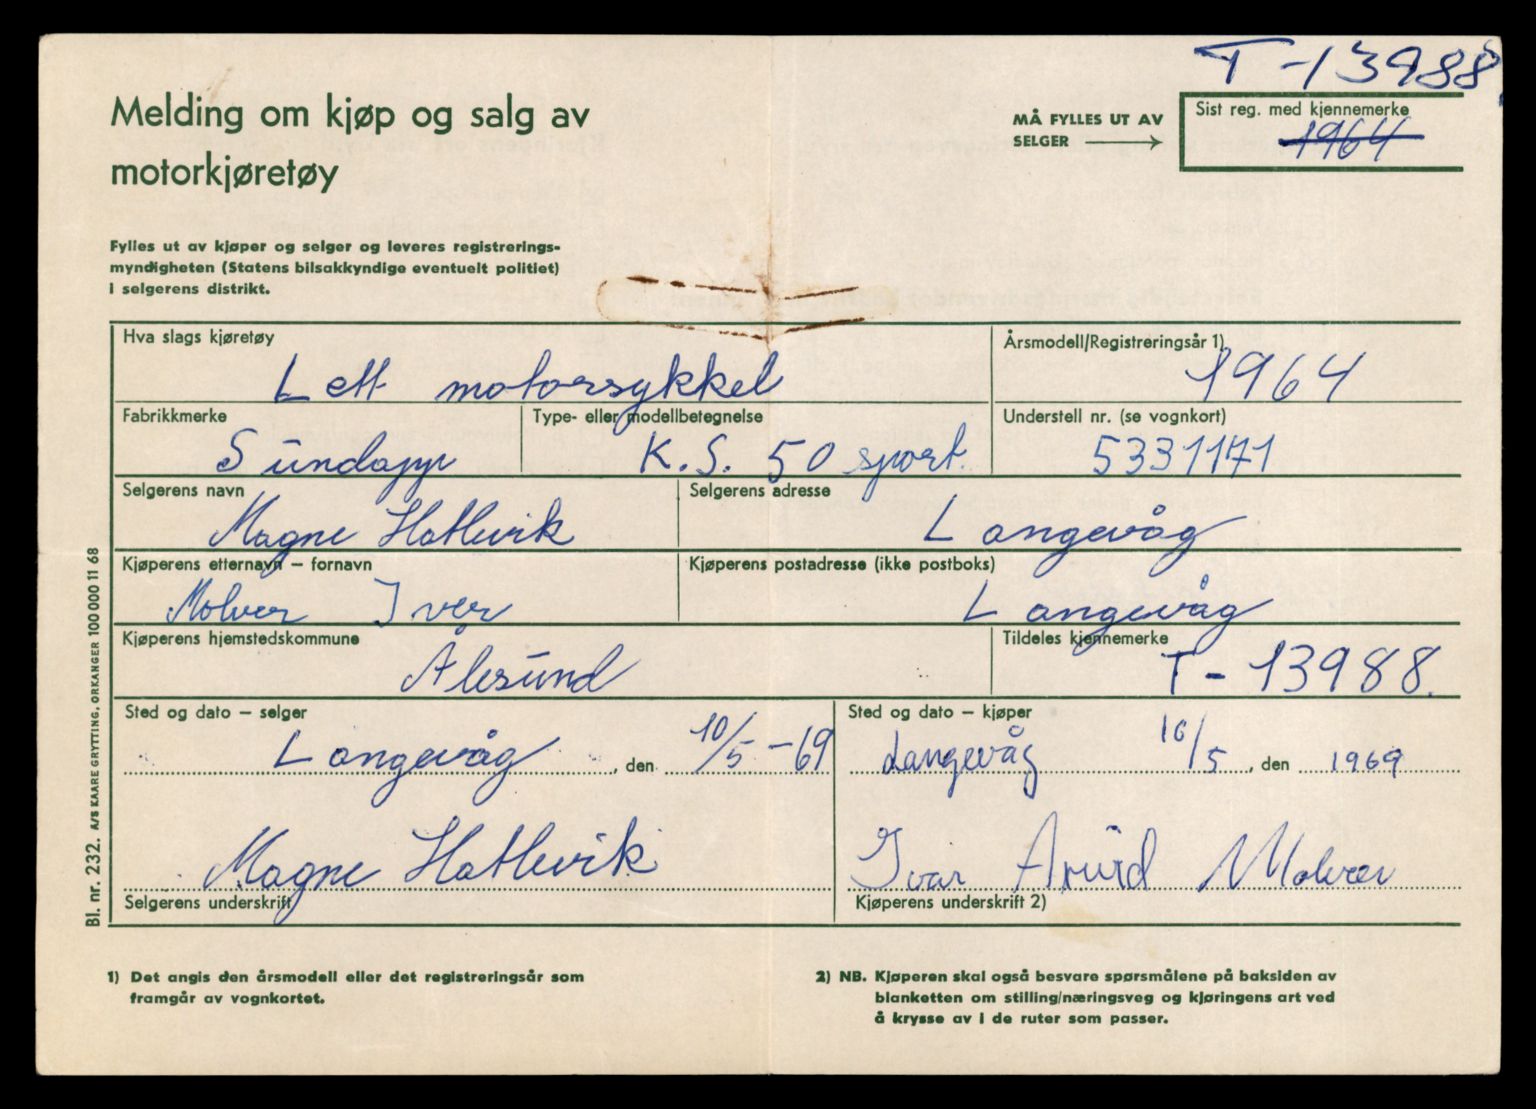 T-13988
Melding om kjøp og salg av
motorkjøretøy
MÅ FYLLES UT AV
SELGER
Sist reg. med kjennemerke
1964
Fylles ut av kjøper og selger og leveres registrerings-
myndigheten (Statens bilsakkyndige eventuelt politiet)
i selgerens distrikt.
Hva slags kjøretøy
Årsmodell/Registreringsår 1)
Lett motorsykkel
1964
Fabrikkmerke
Type- eller modellbetegnelse
Understell nr. (se vognkort)
Sundapp
K.S. 50 sport.
5331171
Selgerens navn
Selgerens adresse
Magne Hatlevik
Langevåg
Kjøperens etternavn – fornavn
Kjøperens postadresse (ikke postboks)
Molvær Iver
Langevåg
Kjøperens hjemstedskommune
Tildeles kjennemerke
Ålesund
T-13988.
Sted og dato – selger
Sted og dato – kjøper
Langevåg, den 10/5-69
Langevåg 16/5, den 1969
Magne Hatlevik
Ivar Arvid Molvær
Selgerens underskrift
Kjøperens underskrift 2)
1) Det angis den årsmodell eller det registreringsår som
framgår av vognkortet.
2) NB. Kjøperen skal også besvare spørsmålene på baksiden av
blanketten om stilling/næringsveg og kjøringens art ved
å krysse av i de ruter som passer.
Bl. nr. 232. A/S KAARE GRYTTING, ORKANGER 100 000 11 68